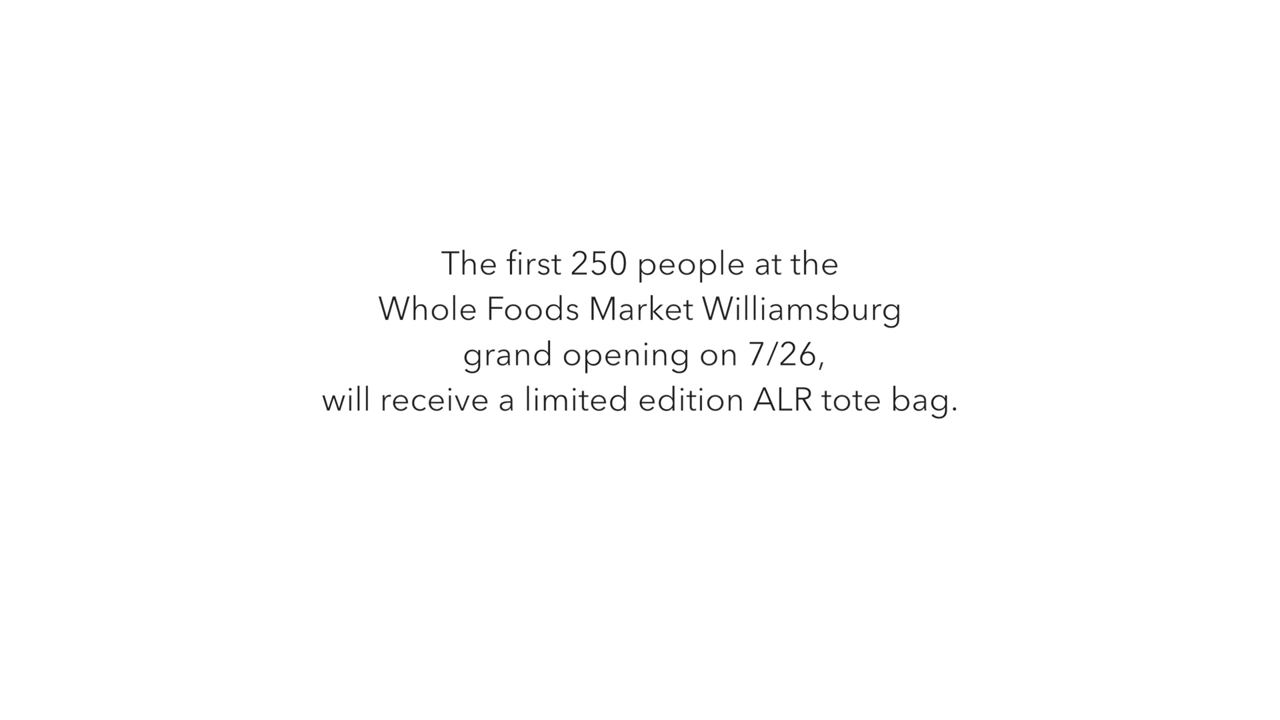 The first 250 people at the
Whole Foods Market Williamsburg
grand opening on 7/26,
will receive a limited edition ALR tote bag.